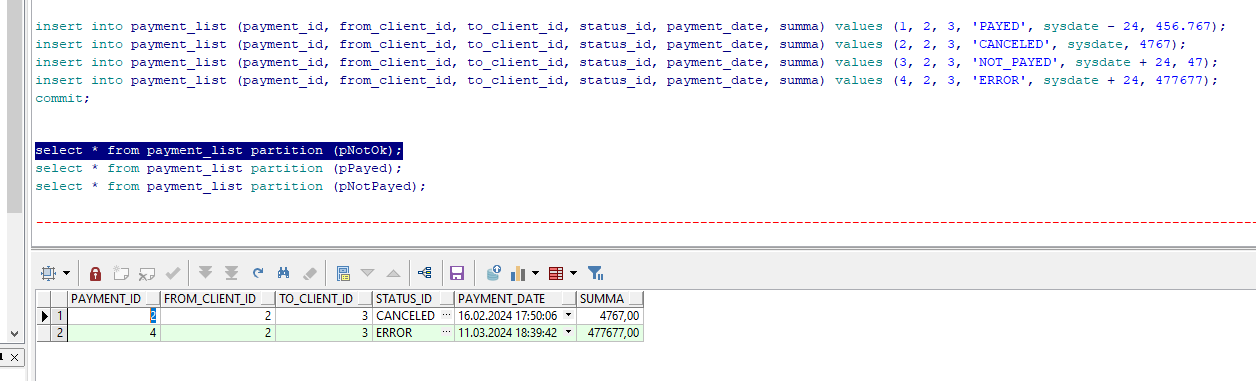 insert into payment_list (payment_id, from_client_id, to_client_id, status_id, payment_date, summa) values (1, 2, 3, 'PAYED', sysdate - 24, 456.767);
insert into payment_list (payment_id, from_client_id, to_client_id, status_id, payment_date, summa) values (2, 2, 3, 'CANCELED', sysdate, 4767);
insert into payment_list (payment_id, from_client_id, to_client_id, status_id, payment_date, summa) values (3, 2, 3, 'NOT_PAYED', sysdate + 24, 47);
insert into payment_list (payment_id, from_client_id, to_client_id, status_id, payment_date, summa) values (4, 2, 3, 'ERROR', sysdate + 24, 477677);
commit;
select * from payment_list partition (pNotOk);
select * from payment_list partition (pPayed);
select * from payment_list partition (pNotPayed);
PAYMENT_ID FROM_CLIENT_ID TO_CLIENT_ID STATUS_ID PAYMENT_DATE SUMMA
1 2 2 3 CANCELED ··· 16.02.2024 17:50:06 4767,00
2 4 2 3 ERROR ··· 11.03.2024 18:39:42 477677,00